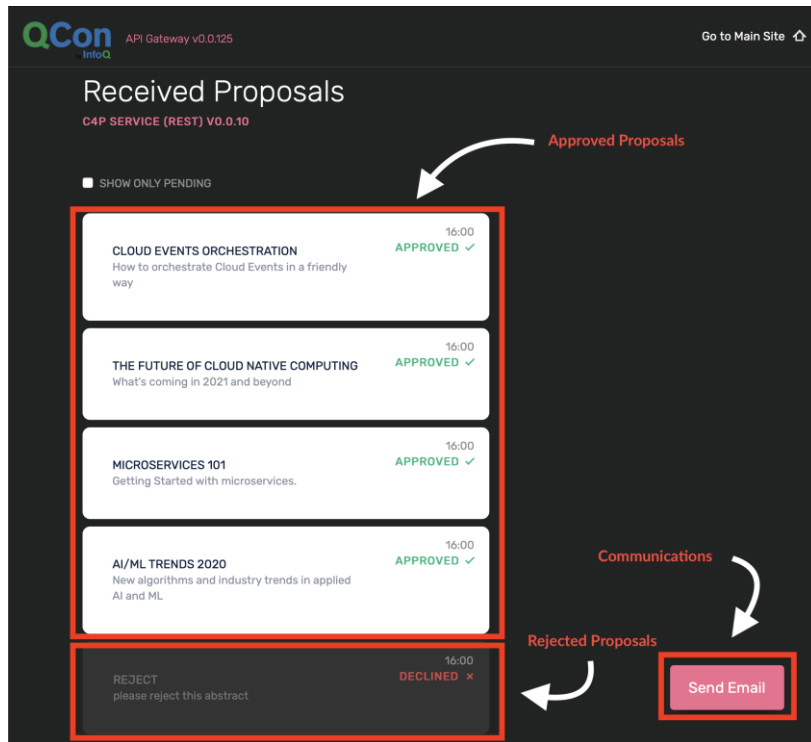 QCon
InfoQ
API Gateway v0.0.125
Go to Main Site
Received Proposals
C4P SERVICE (REST) V0.0.10
Approved Proposals
SHOW ONLY PENDING
16:00
CLOUD EVENTS ORCHESTRATION
APPROVED ✓
How to orchestrate Cloud Events in a friendly
way
16:00
THE FUTURE OF CLOUD NATIVE COMPUTING
APPROVED ✓
What's coming in 2021 and beyond
16:00
MICROSERVICES 101
APPROVED ✓
Getting Started with microservices.
16:00
AI/ML TRENDS 2020
APPROVED ✓
New algorithms and industry trends in applied
AI and ML
Communications
Rejected Proposals
16:00
REJECT
DECLINED ×
please reject this abstract
Send Email